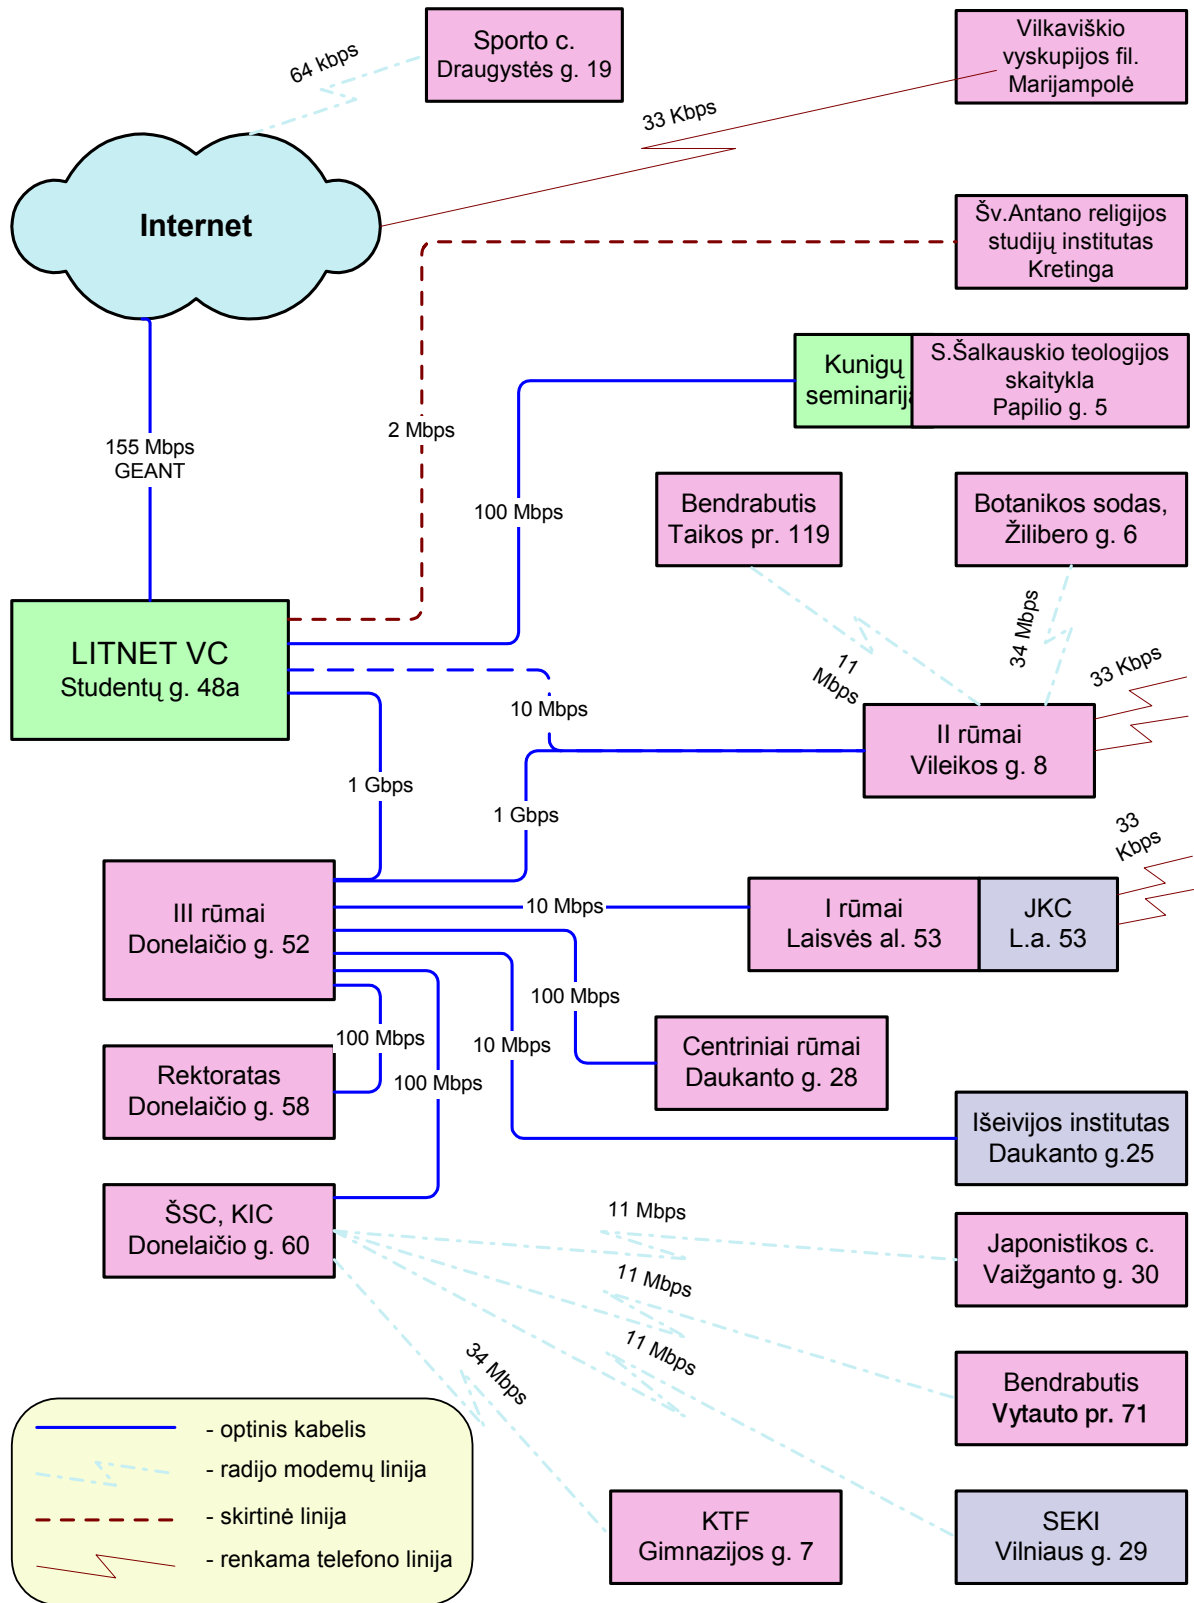 Sporto c.
Draugystės g. 19
64 kbps
Vilkaviškio
vyskupijos fil.
Marijampolė
33 Kbps
Internet
Šv.Antano religijos
studijų institutas
Kretinga
Kunigų
seminarija
S.Šalkauskio teologijos
skaitykla
Papilio g. 5
2 Mbps
155 Mbps
GEANT
100 Mbps
Bendrabutis
Taikos pr. 119
Botanikos sodas,
Žilibero g. 6
34 Mbps
11
Mbps
33 Kbps
LITNET VC
Studentų g. 48a
10 Mbps
II rūmai
Vileikos g. 8
1 Gbps
1 Gbps
33
Kbps
III rūmai
Donelaičio g. 52
10 Mbps
I rūmai
Laisvės al. 53
JKC
L.a. 53
100 Mbps
100 Mbps
10 Mbps
100 Mbps
Centriniai rūmai
Daukanto g. 28
Rektoratas
Donelaičio g. 58
Išeivijos institutas
Daukanto g.25
ŠSC, KIC
Donelaičio g. 60
11 Mbps
Japonistikos c.
Vaižganto g. 30
11 Mbps
11 Mbps
34 Mbps
Bendrabutis
Vytauto pr. 71
- optinis kabelis
- radijo modemų linija
- skirtinė linija
- renkama telefono linija
KTF
Gimnazijos g. 7
SEKI
Vilniaus g. 29